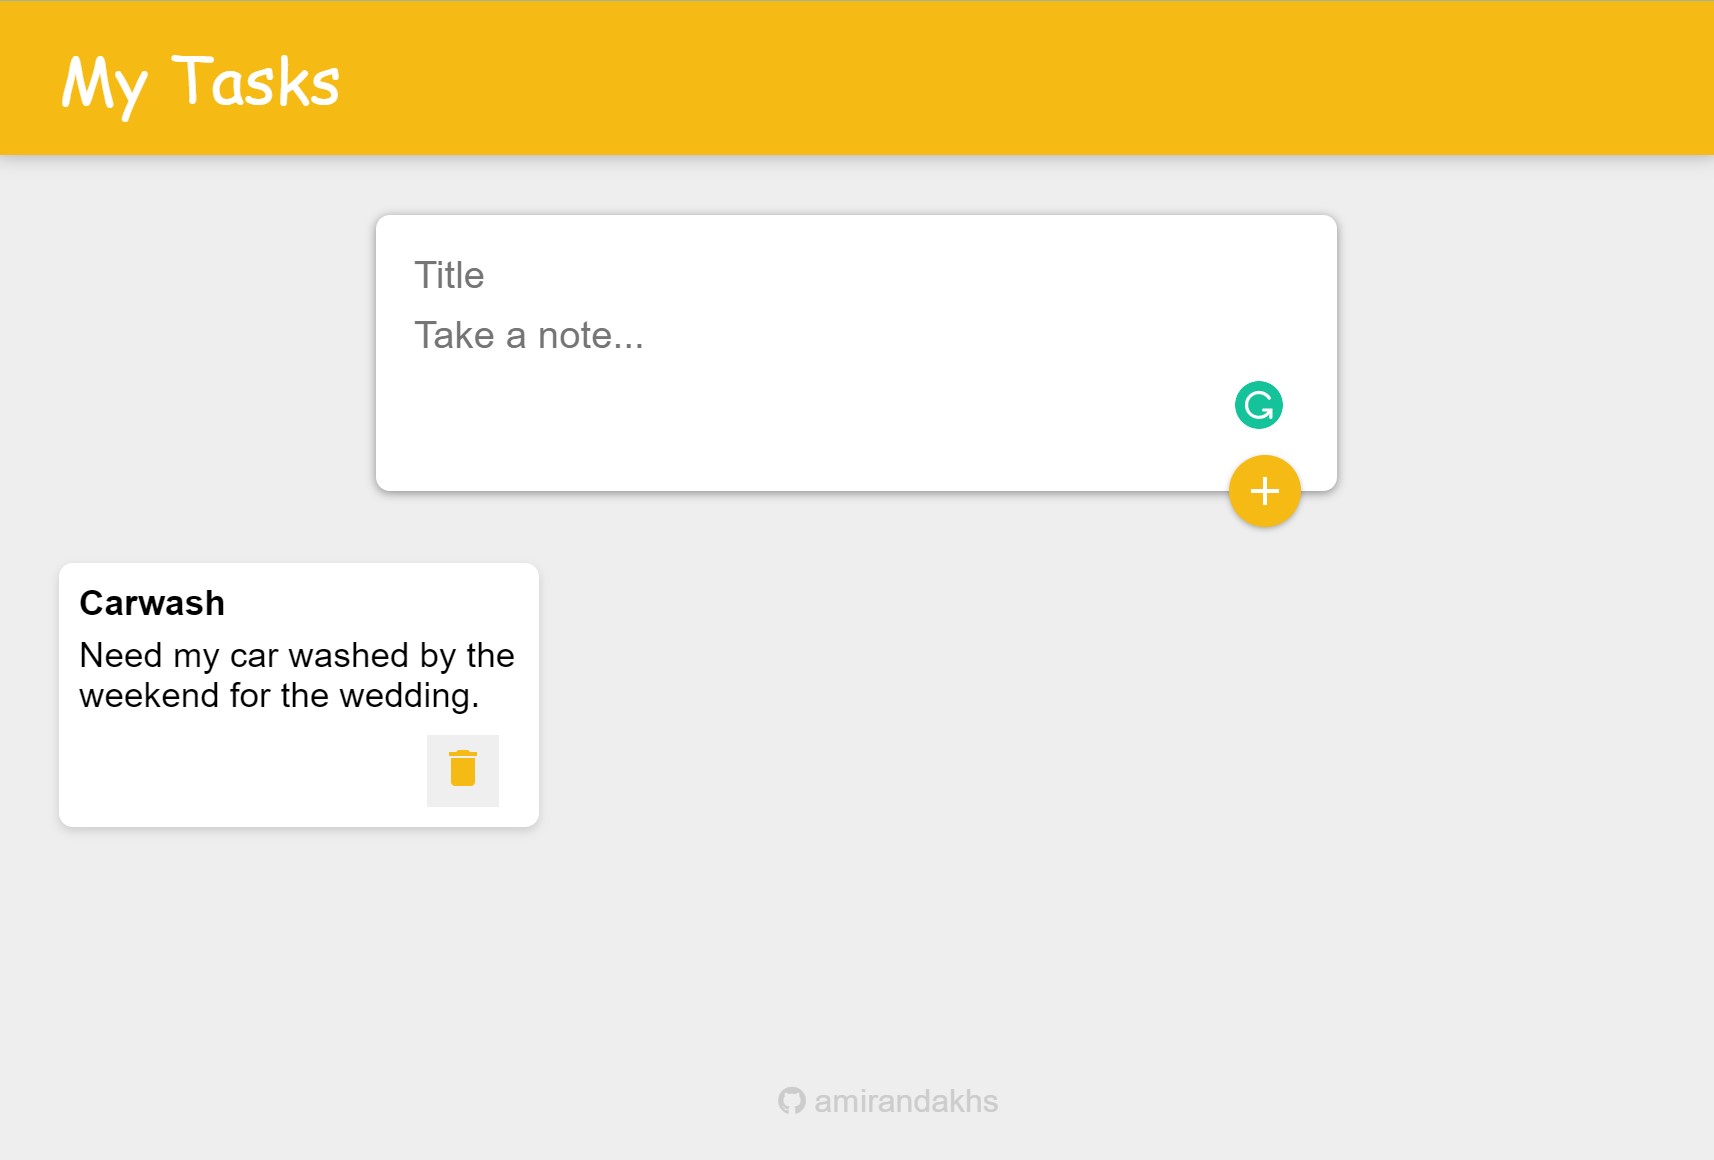 My Tasks
Title
Take a note...
Carwash
Need my car washed by the
weekend for the wedding.
amirandakhs